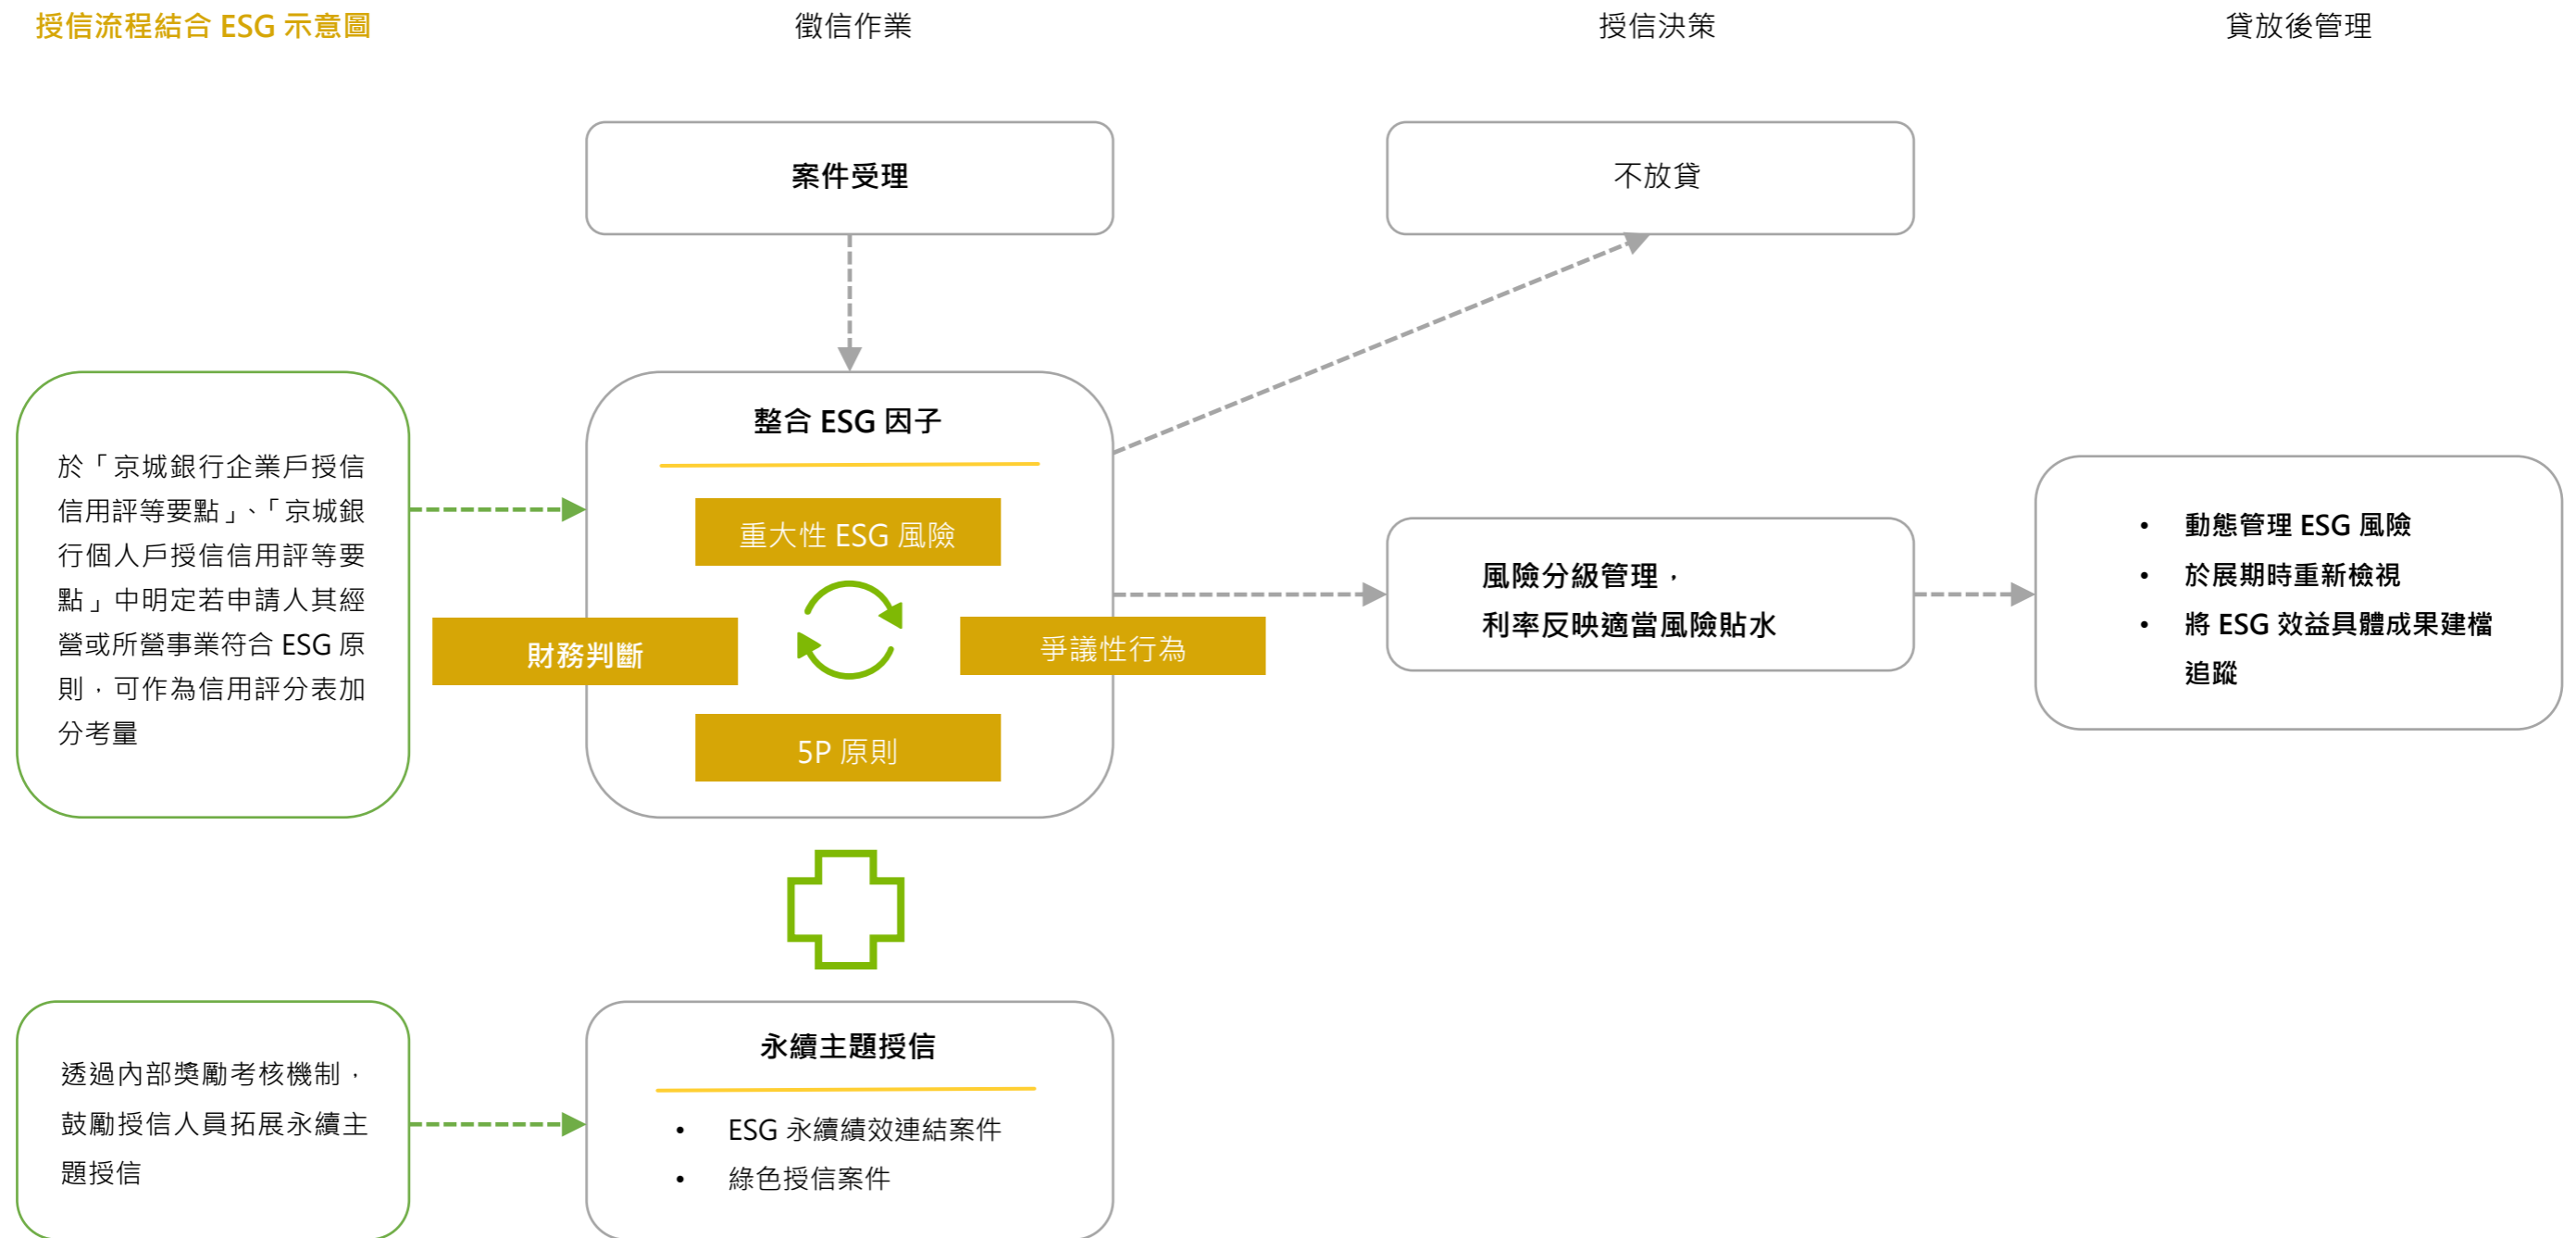 授信流程結合 ESG 示意圖
徵信作業
授信決策
貸放後管理
案件受理
不放貸
於「京城銀行企業戶授信
信用評等要點」、「京城銀
行個人戶授信信用評等要
點」中明定若申請人其經
營或所營事業符合 ESG 原
則，可作為信用評分表加
分考量
整合 ESG 因子
重大性 ESG 風險
財務判斷
爭議性行為
5P 原則
風險分級管理，
利率反映適當風險貼水
• 動態管理 ESG 風險
• 於展期時重新檢視
• 將 ESG 效益具體成果建檔
追蹤
透過內部獎勵考核機制，
鼓勵授信人員拓展永續主
題授信
永續主題授信
• ESG 永續績效連結案件
• 綠色授信案件